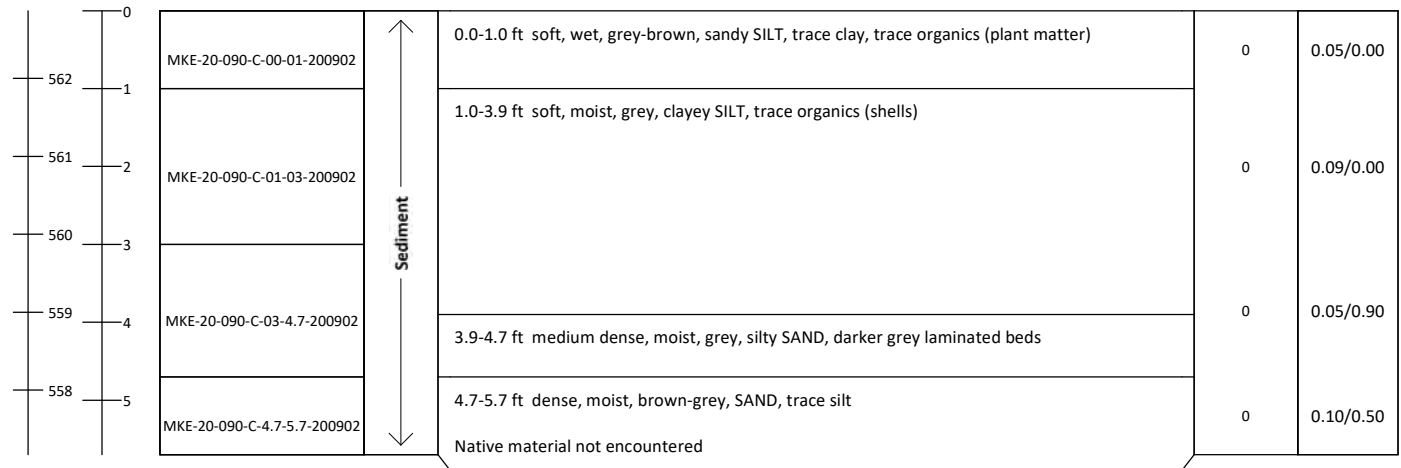 0
MKE-20-090-C-00-01-200902
0.0-1.0 ft soft, wet, grey-brown, sandy SILT, trace clay, trace organics (plant matter)
0
0.05/0.00
562
1
1.0-3.9 ft soft, moist, grey, clayey SILT, trace organics (shells)
561
2
MKE-20-090-C-01-03-200902
0
0.09/0.00
Sediment
560
3
559
4
MKE-20-090-C-03-4.7-200902
0
0.05/0.90
3.9-4.7 ft medium dense, moist, grey, silty SAND, darker grey laminated beds
558
5
4.7-5.7 ft dense, moist, brown-grey, SAND, trace silt
MKE-20-090-C-4.7-5.7-200902
0
0.10/0.50
Native material not encountered